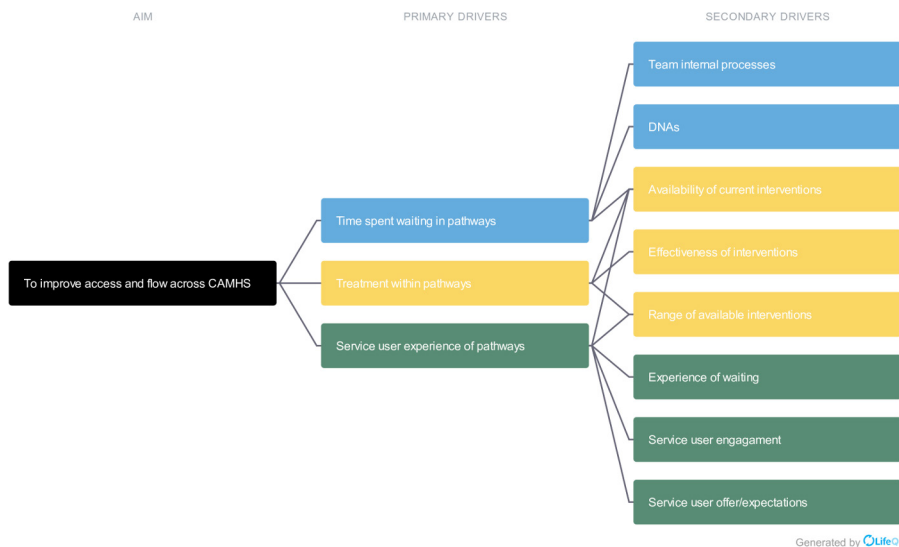 AIM
PRIMARY DRIVERS
SECONDARY DRIVERS
Team internal processes
DNAs
Availability of current interventions
Time spent waiting in pathways
Effectiveness of interventions
To improve access and flow across CAMHS
Treatment within pathways
Range of available interventions
Service user experience of pathways
Experience of waiting
Service user engagament
Service user offer/expectations
Generated by LifeQ